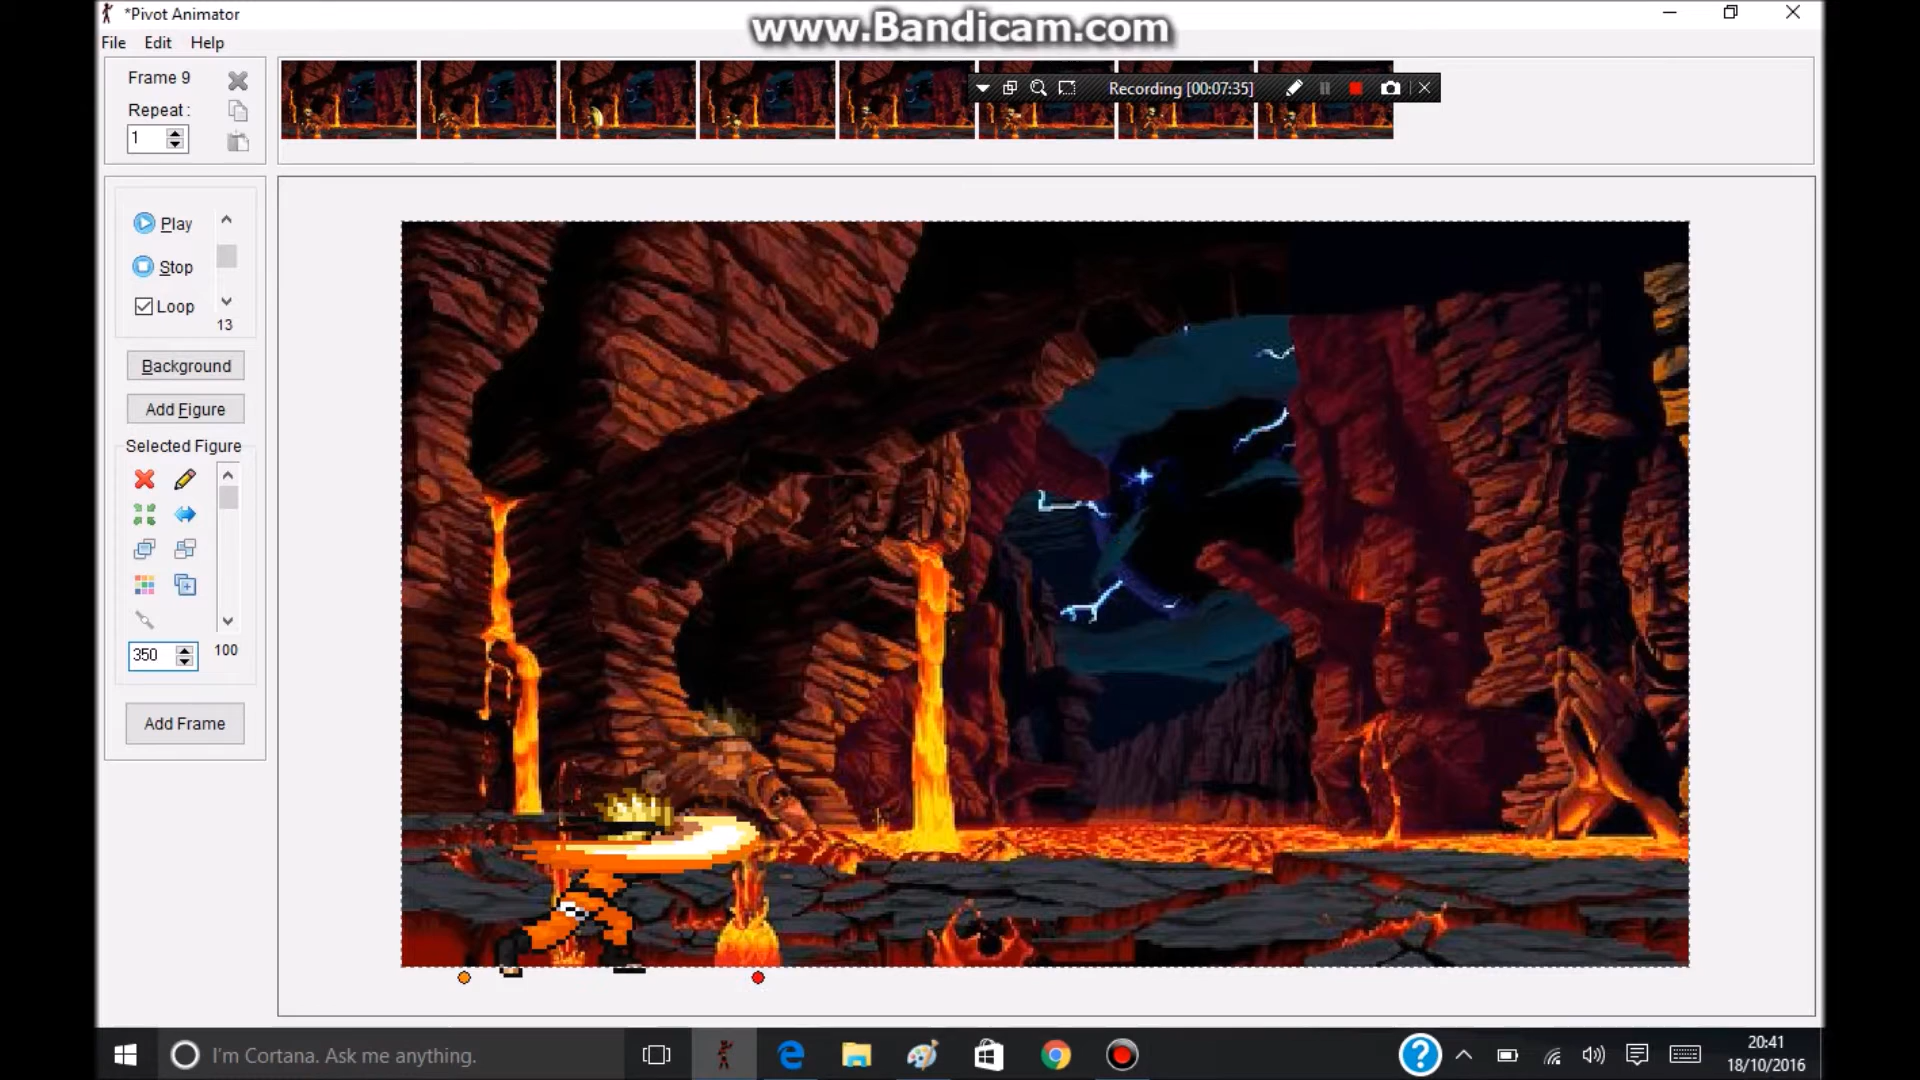 *Pivot Animator
www.Bandicam.com
File Edit Help
Frame 9
Repeat :
1
Recording [00:07:35]
Play
Stop
Loop
13
Background
Add Figure
Selected Figure
350
100
Add Frame
I'm Cortana. Ask me anything.
20:41
18/10/2016